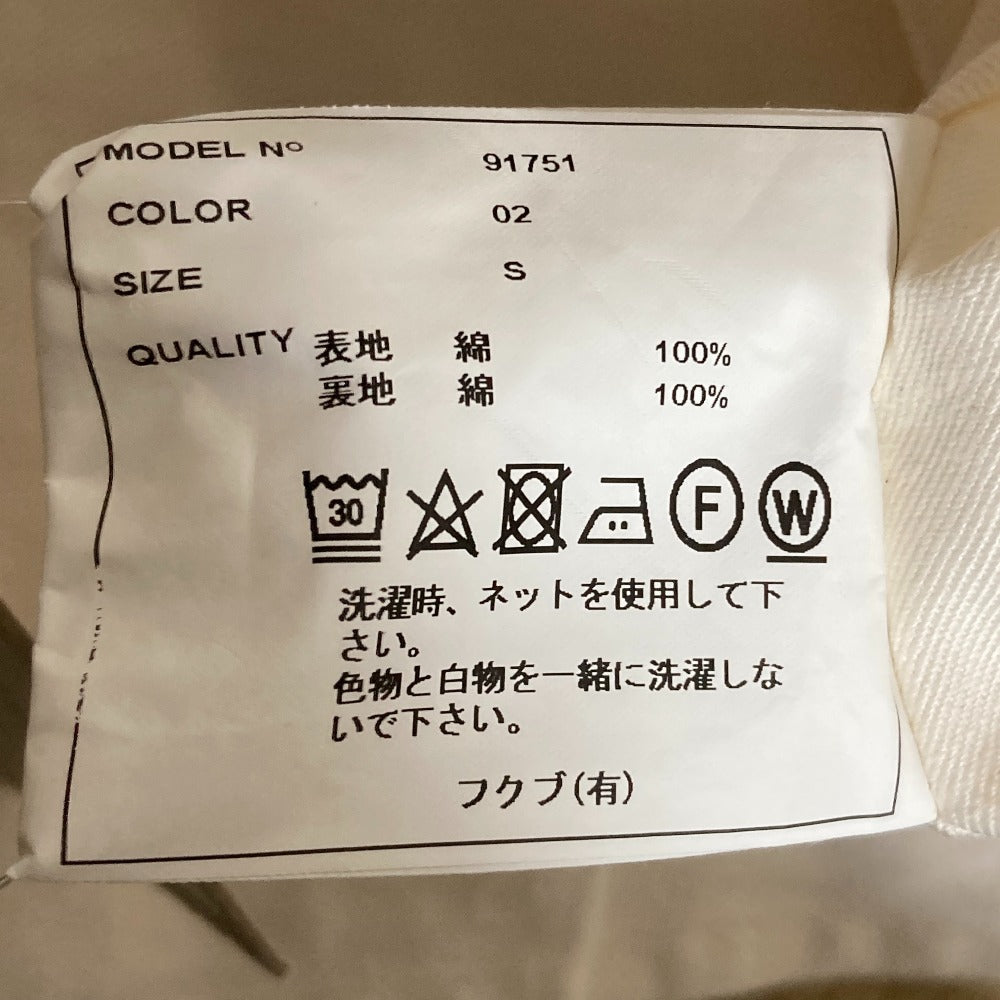 MODEL Nº 91751
COLOR 02
SIZE S
QUALITY 表地 綿 100%
裏地 綿 100%
30 F W
洗濯時、ネットを使用して下
さい。
色物と白物を一緒に洗濯しな
いで下さい。
フクブ(有)